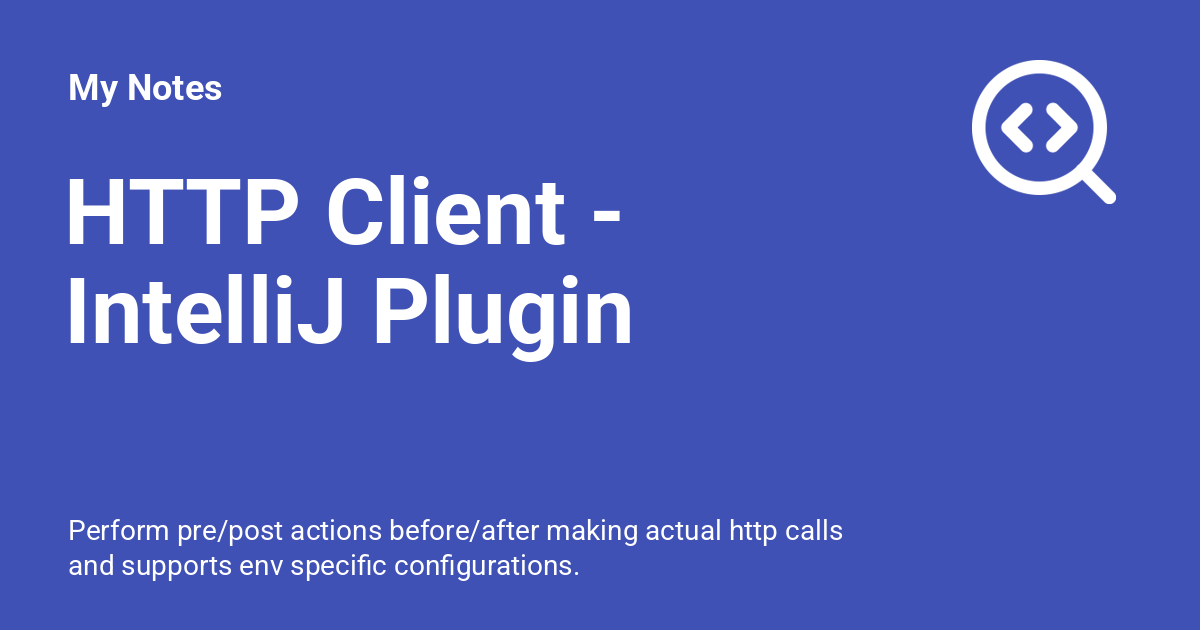 My Notes
HTTP Client -
IntelliJ Plugin
Perform pre/post actions before/after making actual http calls
and supports env specific configurations.